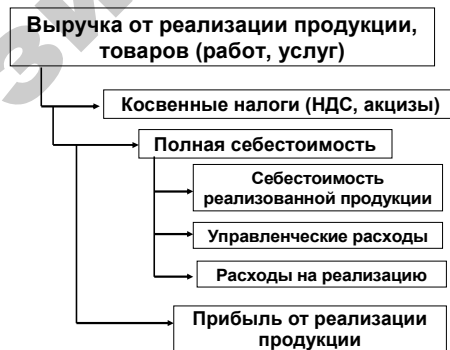 Выручка от реализации продукции,
товаров (работ, услуг)
Косвенные налоги (НДС, акцизы)
Полная себестоимость
Себестоимость
реализованной продукции
Управленческие расходы
Расходы на реализацию
Прибыль от реализации
продукции